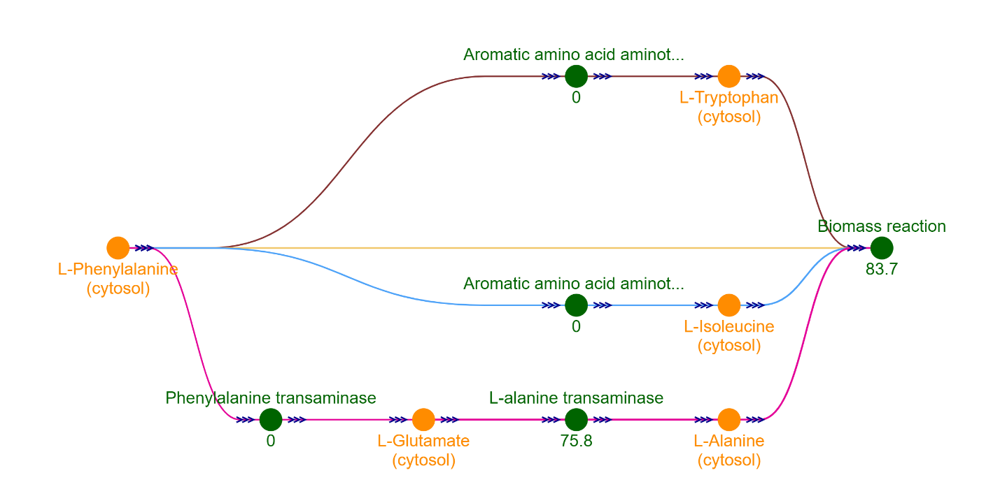 Aromatic amino acid aminot...
0
L-Tryptophan
(cytosol)
Biomass reaction
83.7
L-Phenylalanine
(cytosol)
Aromatic amino acid aminot...
0
L-Isoleucine
(cytosol)
Phenylalanine transaminase
0
L-Glutamate
(cytosol)
L-alanine transaminase
75.8
L-Alanine
(cytosol)